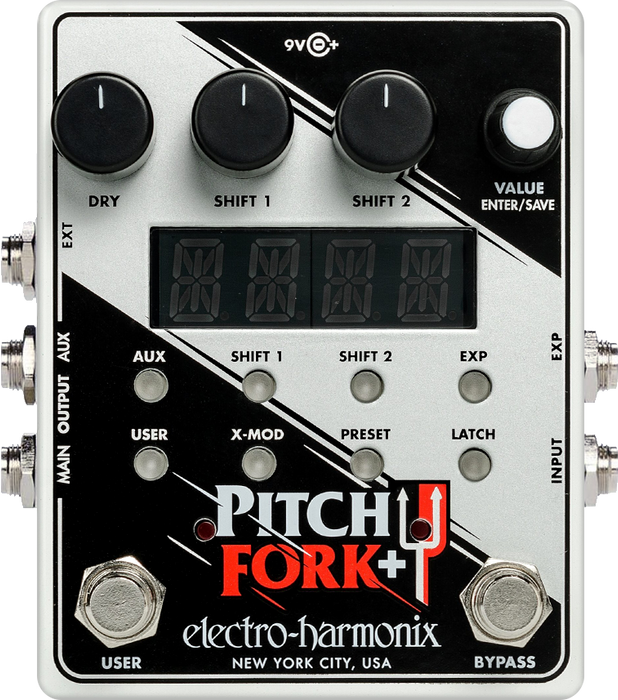 9V +
DRY
SHIFT 1
SHIFT 2
VALUE
ENTER/SAVE
EXT
AUX
SHIFT 1
SHIFT 2
EXP
EXP
MAIN OUTPUT AUX
USER
X-MOD
PRESET
LATCH
INPUT
PITCH
FORK+
electro-harmonix
NEW YORK CITY, USA
USER
BYPASS